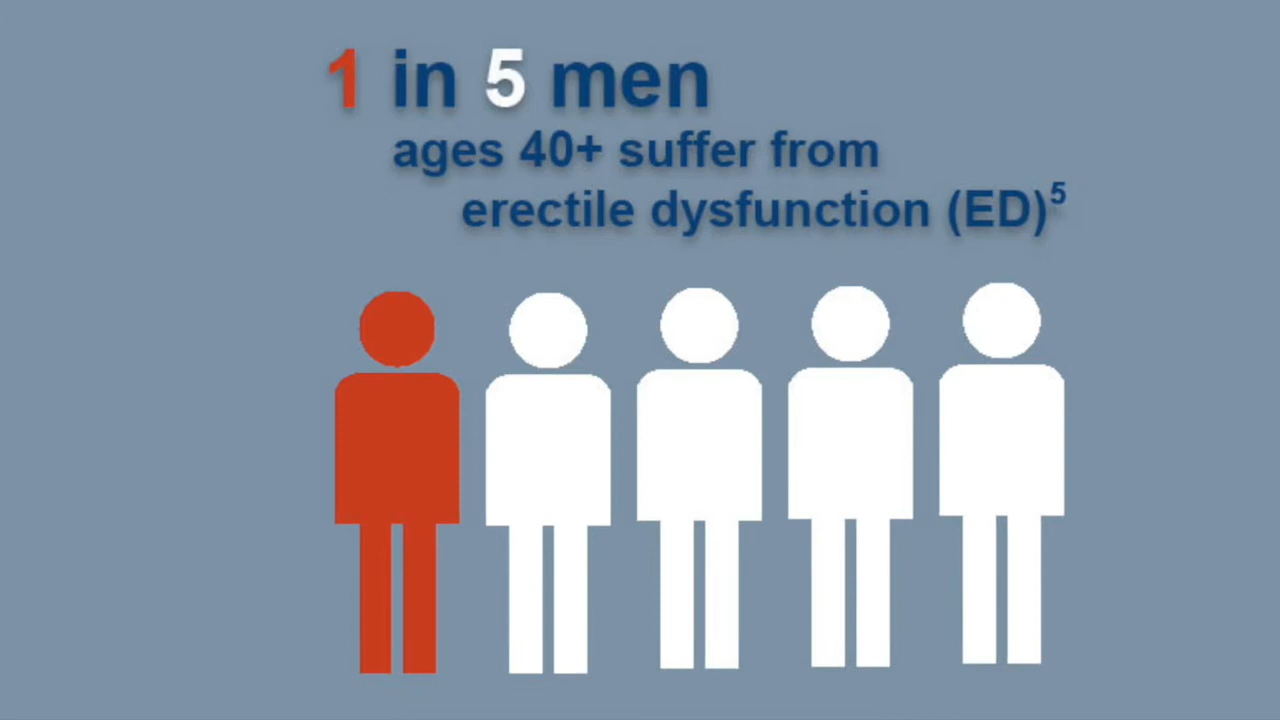 1 in 5 men
ages 40+ suffer from
erectile dysfunction (ED)⁵